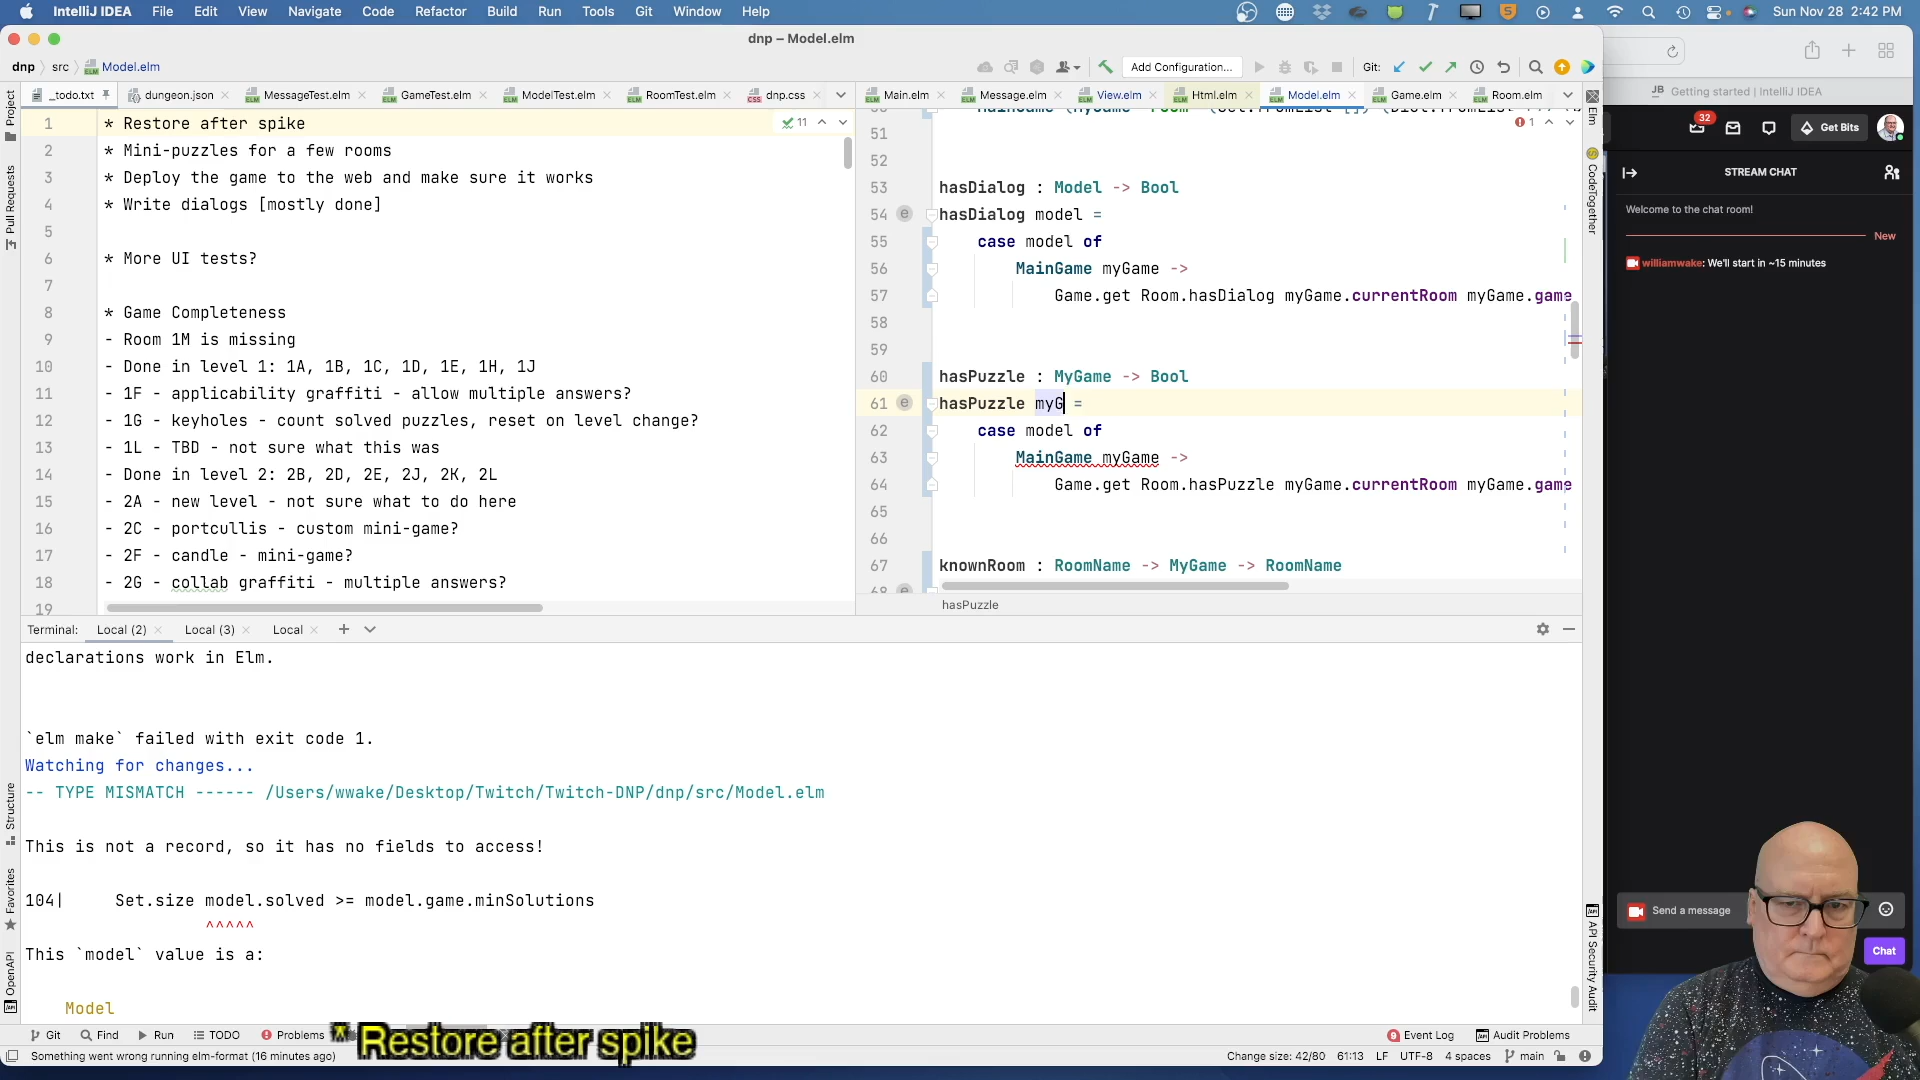 IntelliJ IDEA File Edit View Navigate Code Refactor Build Run Tools Git Window Help
Sun Nov 28 2:42 PM
dnp – Model.elm
dnp src Model.elm
Add Configuration...
Git:
Getting started | IntelliJ IDEA
_todo.txt dungeon.json MessageTest.elm GameTest.elm ModelTest.elm RoomTest.elm dnp.css
Main.elm Message.elm View.elm Html.elm Model.elm Game.elm Room.elm
Project
Pull Requests
Structure
Favorites
OpenAPI
1 * Restore after spike
2 * Mini-puzzles for a few rooms
3 * Deploy the game to the web and make sure it works
4 * Write dialogs [mostly done]
5
6 * More UI tests?
7
8 * Game Completeness
9 - Room 1M is missing
10 - Done in level 1: 1A, 1B, 1C, 1D, 1E, 1H, 1J
11 - 1F - applicability graffiti - allow multiple answers?
12 - 1G - keyholes - count solved puzzles, reset on level change?
13 - 1L - TBD - not sure what this was
14 - Done in level 2: 2B, 2D, 2E, 2J, 2K, 2L
15 - 2A - new level - not sure what to do here
16 - 2C - portcullis - custom mini-game?
17 - 2F - candle - mini-game?
18 - 2G - collab graffiti - multiple answers?
19
11
1
51
52
53 hasDialog : Model -> Bool
54 hasDialog model =
55 case model of
56 MainGame myGame ->
57 Game.get Room.hasDialog myGame.currentRoom myGame.game
58
59
60 hasPuzzle : MyGame -> Bool
61 hasPuzzle myG =
62 case model of
63 MainGame myGame ->
64 Game.get Room.hasPuzzle myGame.currentRoom myGame.game
65
66
67 knownRoom : RoomName -> MyGame -> RoomName
68
hasPuzzle
Elm
CodeTogether
API Security Audit
Terminal: Local (2) Local (3) Local
declarations work in Elm.
`elm make` failed with exit code 1.
Watching for changes...
-- TYPE MISMATCH ------ /Users/wwake/Desktop/Twitch/Twitch-DNP/dnp/src/Model.elm
This is not a record, so it has no fields to access!
104| Set.size model.solved >= model.game.minSolutions
^^^^^
This `model` value is a:
Model
Git Find Run TODO Problems
Event Log Audit Problems
* Restore after spike
Something went wrong running elm-format (16 minutes ago)
Change size: 42/80 61:13 LF UTF-8 4 spaces main
32
Get Bits
STREAM CHAT
Welcome to the chat room!
New
williamwake: We'll start in ~15 minutes
Send a message
Chat